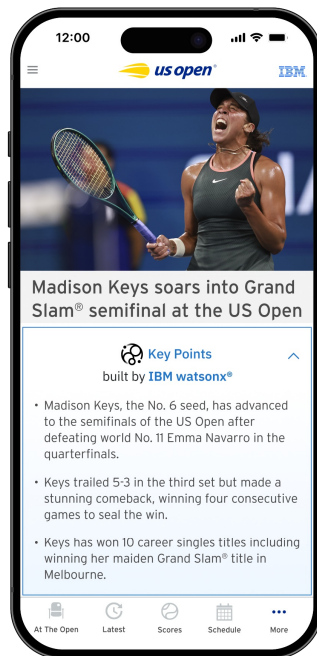 12:00
us open®
IBM
Madison Keys soars into Grand
Slam® semifinal at the US Open
Key Points
built by IBM watsonx®
• Madison Keys, the No. 6 seed, has advanced
to the semifinals of the US Open after
defeating world No. 11 Emma Navarro in the
quarterfinals.
• Keys trailed 5-3 in the third set but made a
stunning comeback, winning four consecutive
games to seal the win.
• Keys has won 10 career singles titles including
winning her maiden Grand Slam® title in
Melbourne.
At The Open Latest Scores Schedule More